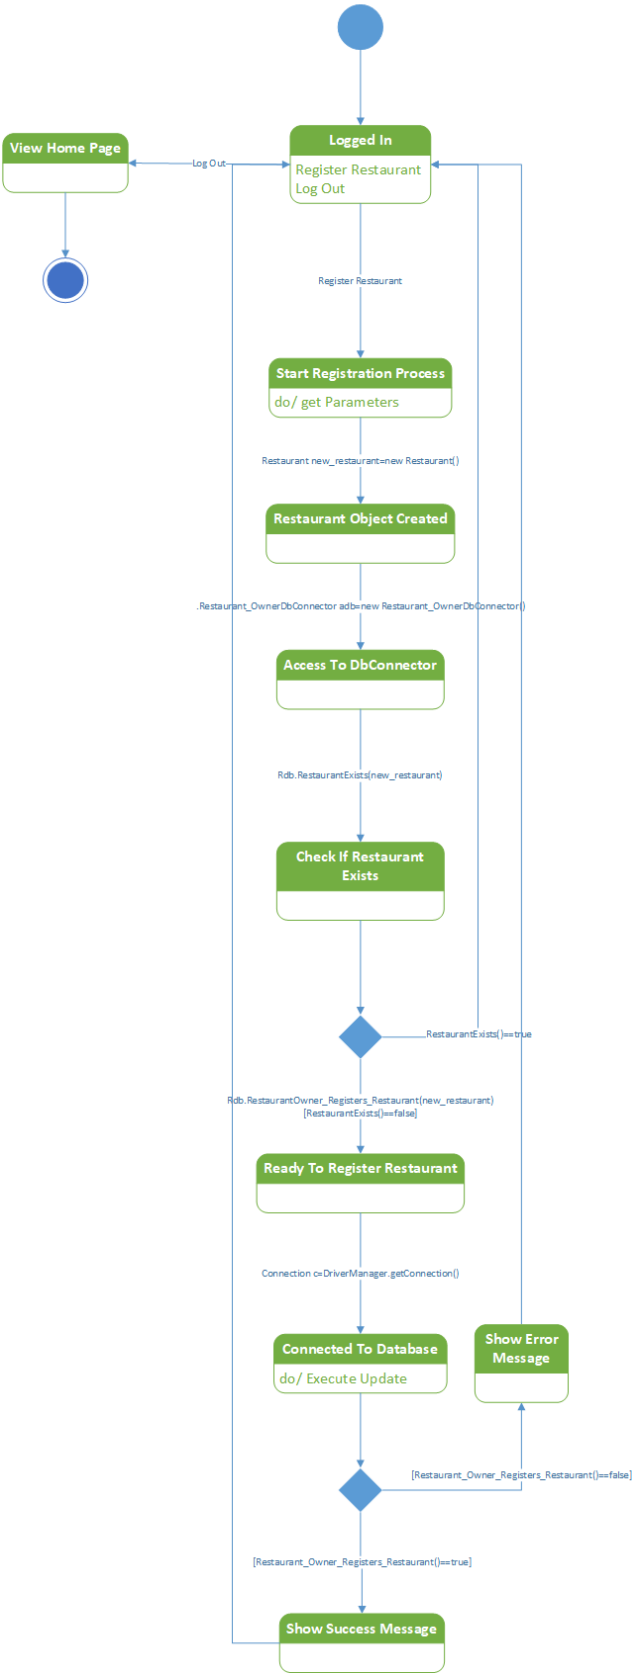 Logged In
View Home Page
Log Out
Register Restaurant
Log Out
Register Restaurant
Start Registration Process
do/ get Parameters
Restaurant new_restaurant=new Restaurant()
Restaurant Object Created
.Restaurant_OwnerDbConnector adb=new Restaurant_OwnerDbConnector()
Access To DbConnector
Rdb.RestaurantExists(new_restaurant)
Check If Restaurant
Exists
RestaurantExists()==true
Rdb.RestaurantOwner_Registers_Restaurant(new_restaurant)
[RestaurantExists()==false]
Ready To Register Restaurant
Connection c=DriverManager.getConnection()
Connected To Database
do/ Execute Update
Show Error
Message
[Restaurant_Owner_Registers_Restaurant()==false]
[Restaurant_Owner_Registers_Restaurant()==true]
Show Success Message